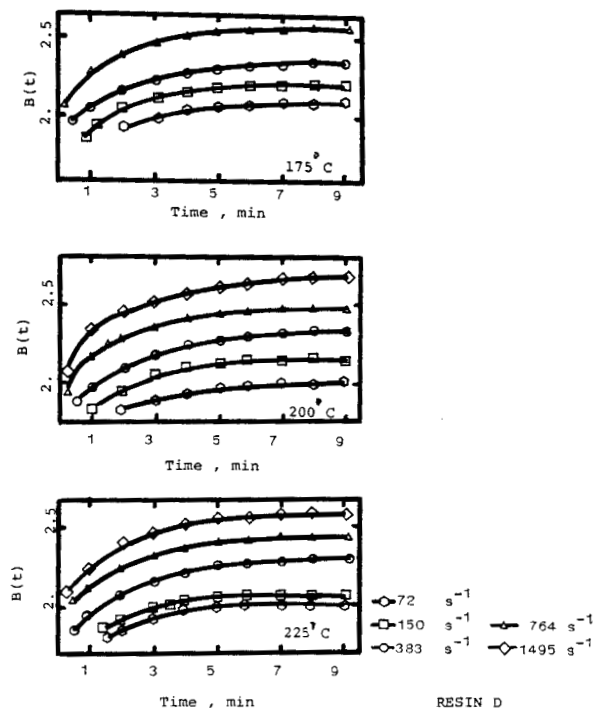 2.5
B(t)
2.
175°C
1 3 5 7 9
Time , min
2.5
B(t)
2.
200°C
1 3 5 7 9
Time , min
2.5
B(t)
2.
225°C
1 3 5 7 9
Time , min
72 s⁻¹
150 s⁻¹ 764 s⁻¹
383 s⁻¹ 1495 s⁻¹
RESIN D